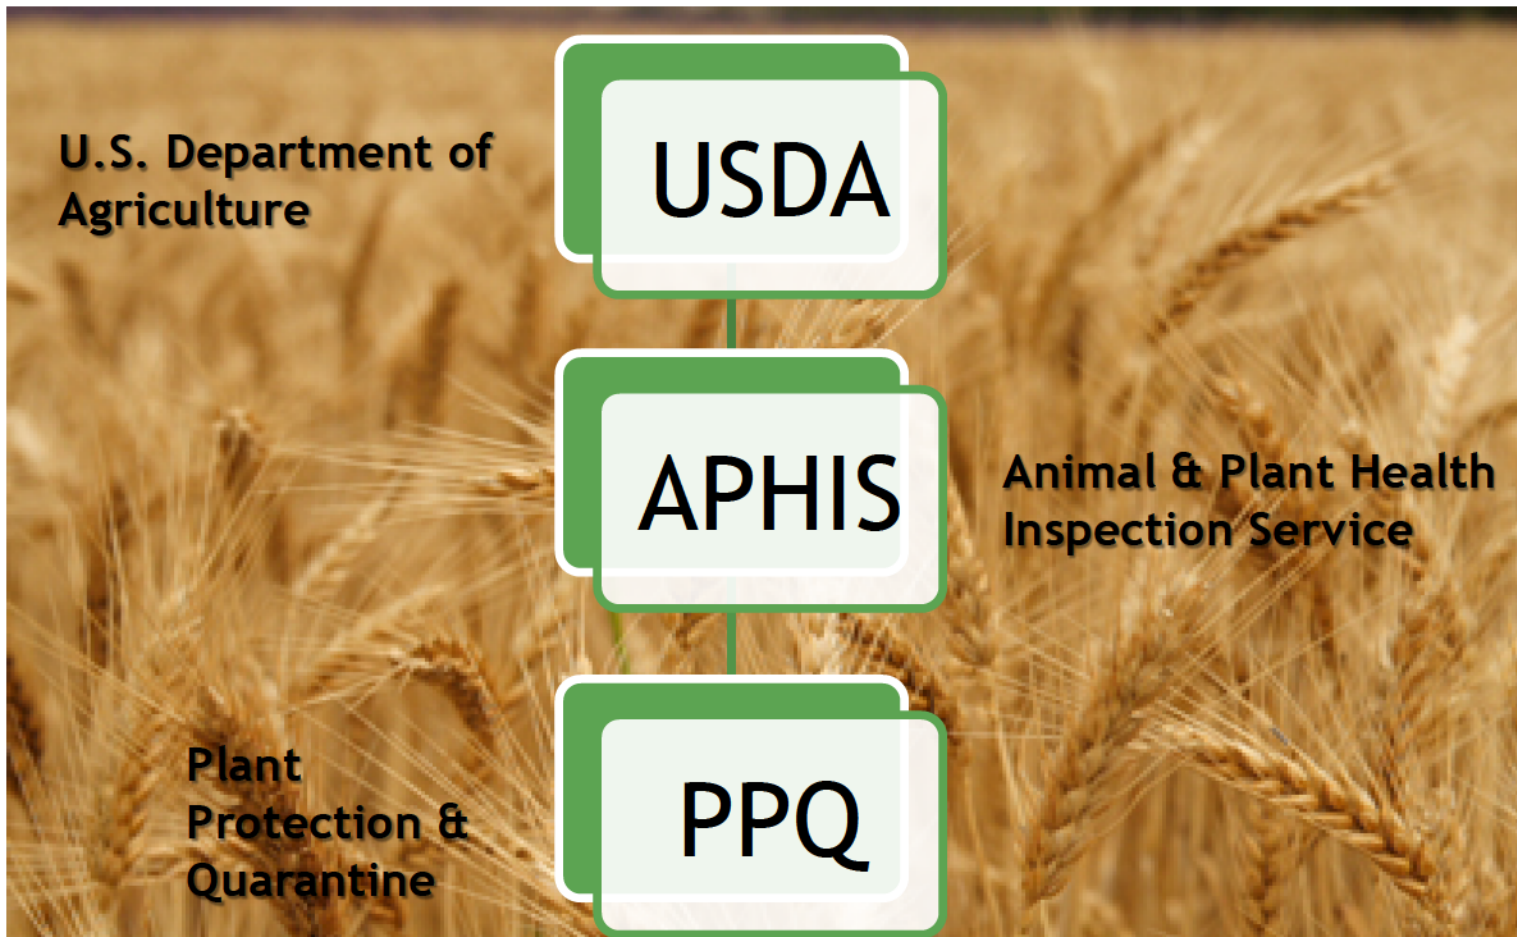 U.S. Department of
Agriculture
USDA
APHIS
Animal & Plant Health
Inspection Service
Plant
Protection &
Quarantine
PPQ